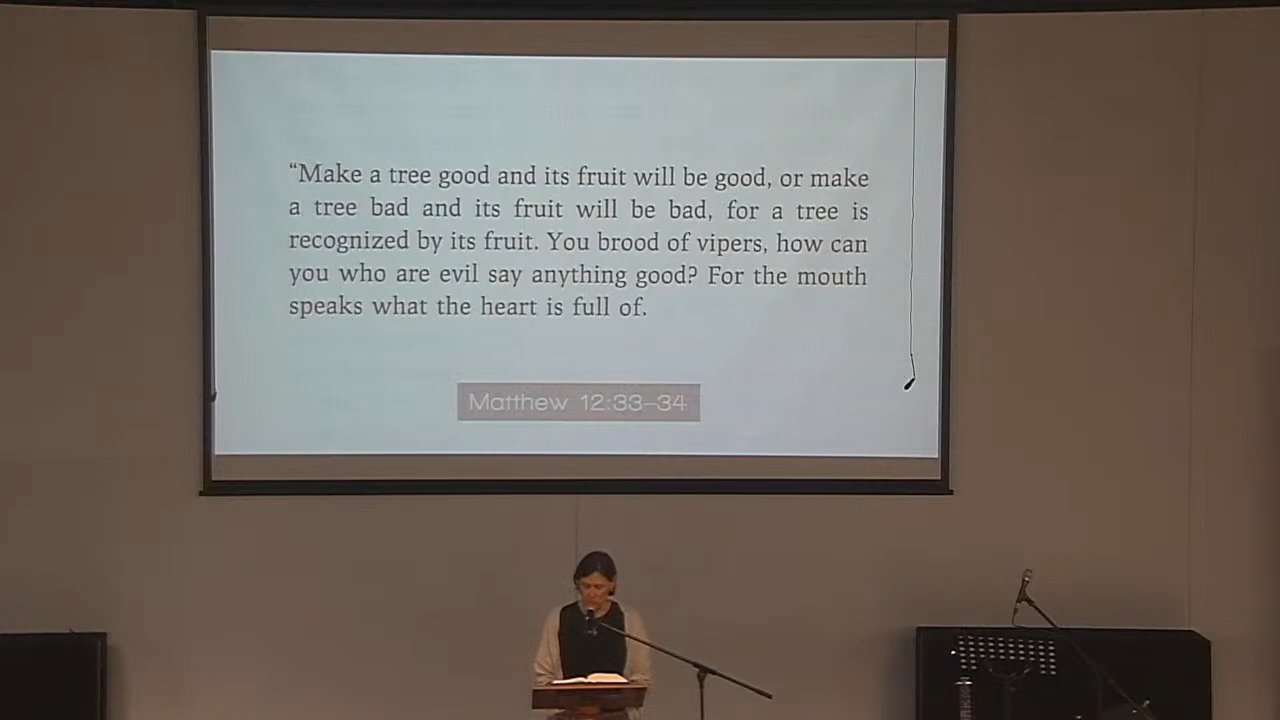 “Make a tree good and its fruit will be good, or make
a tree bad and its fruit will be bad, for a tree is
recognized by its fruit. You brood of vipers, how can
you who are evil say anything good? For the mouth
speaks what the heart is full of.
Matthew 12:33–34